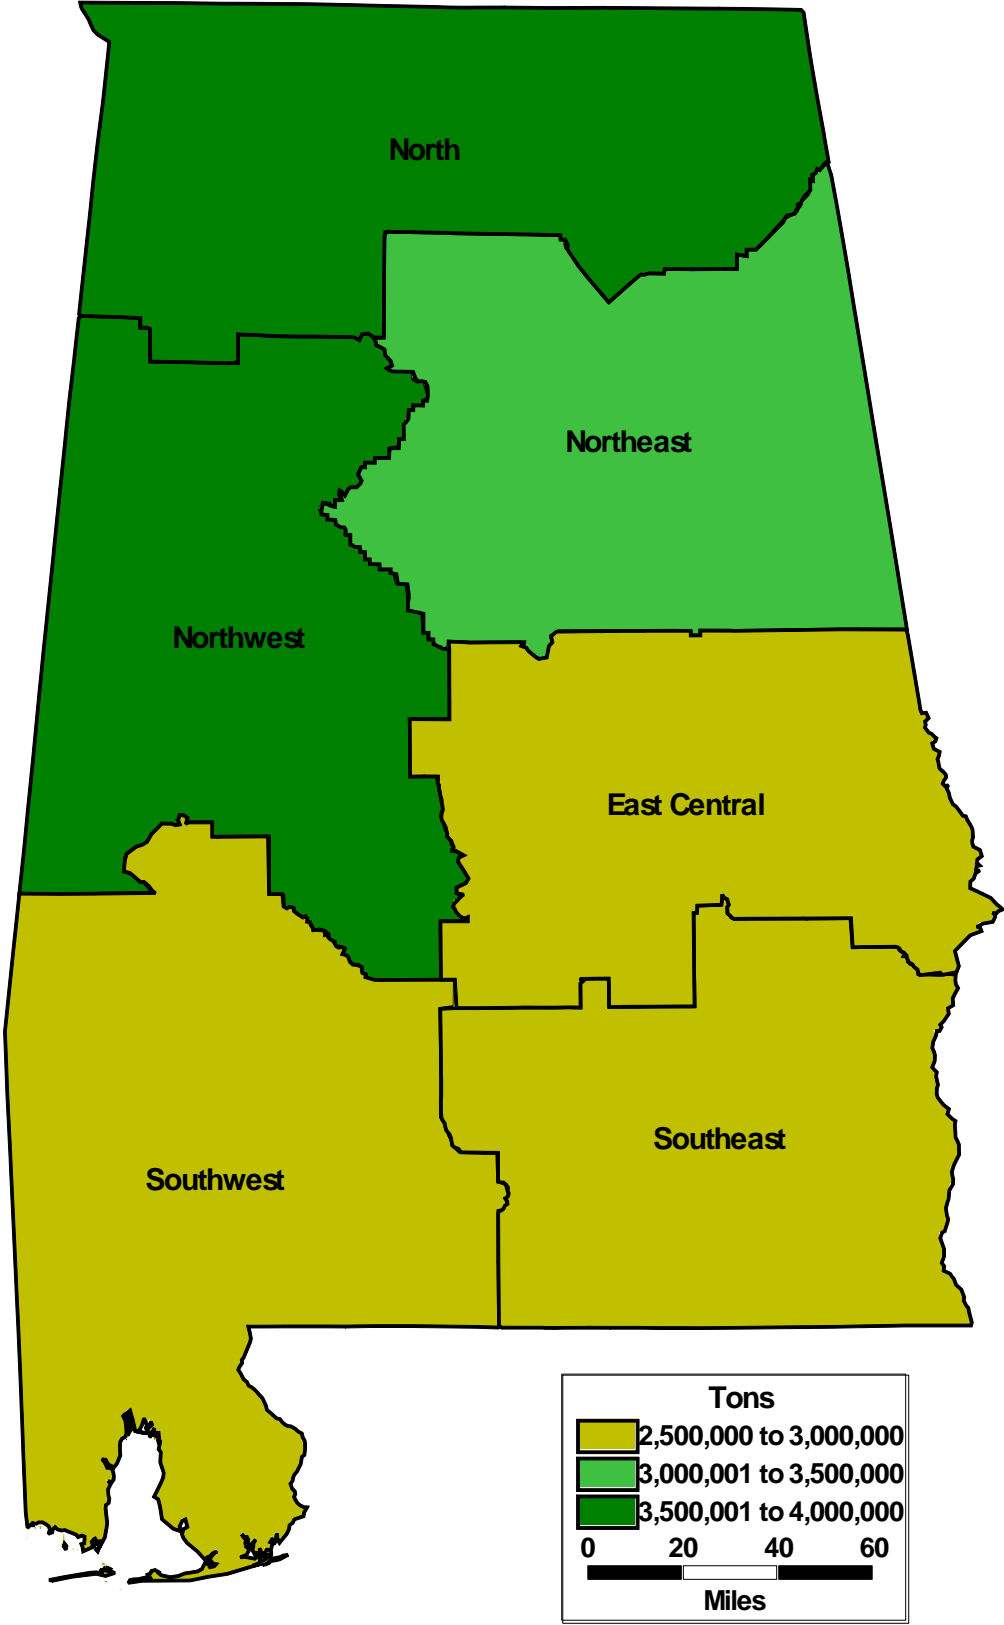 North
Northeast
Northwest
East Central
Southeast
Southwest
Tons
2,500,000 to 3,000,000
3,000,001 to 3,500,000
3,500,001 to 4,000,000
0 20 40 60
Miles